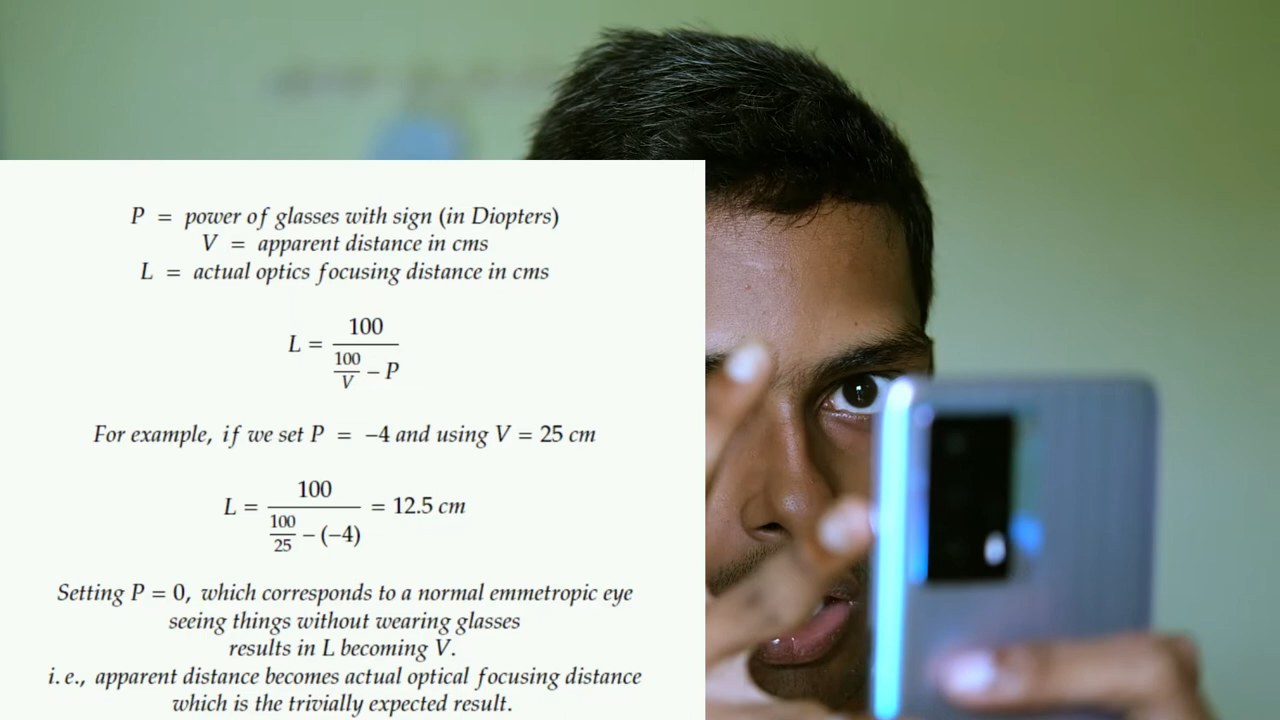 P = power of glasses with sign (in Diopters)
V = apparent distance in cms
L = actual optics focusing distance in cms
L = 100 / (100/V − P)
For example, if we set P = −4 and using V = 25 cm
L = 100 / (100/25 − (−4)) = 12.5 cm
Setting P = 0, which corresponds to a normal emmetropic eye
seeing things without wearing glasses
results in L becoming V.
i.e., apparent distance becomes actual optical focusing distance
which is the trivially expected result.